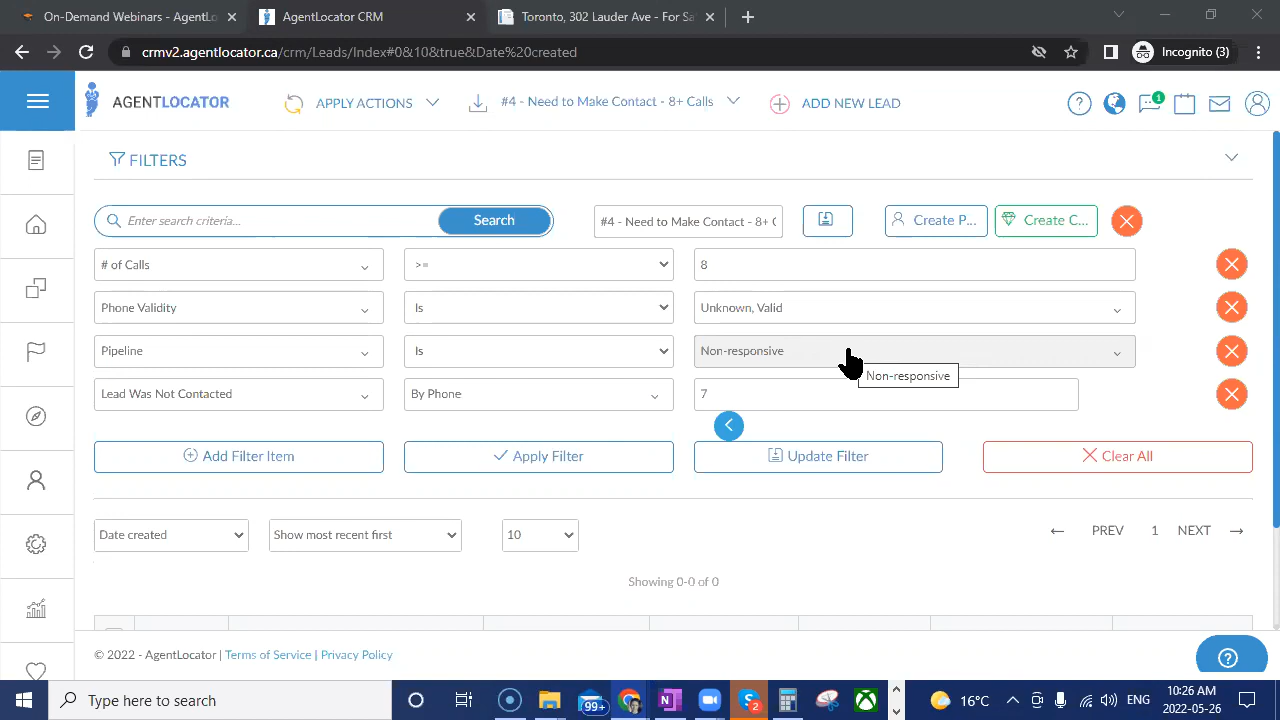 On-Demand Webinars - AgentLo
AgentLocator CRM
Toronto, 302 Lauder Ave - For Sa
crmv2.agentlocator.ca/crm/Leads/Index#0&10&true&Date%20created
Incognito (3)
AGENTLOCATOR
APPLY ACTIONS
#4 - Need to Make Contact - 8+ Calls
ADD NEW LEAD
1
FILTERS
Enter search criteria...
Search
#4 - Need to Make Contact - 8+ C
Create P...
Create C...
# of Calls
>=
8
Phone Validity
Is
Unknown, Valid
Pipeline
Is
Non-responsive
Non-responsive
Lead Was Not Contacted
By Phone
7
Add Filter Item
Apply Filter
Update Filter
Clear All
Date created
Show most recent first
10
PREV
1
NEXT
Showing 0-0 of 0
© 2022 - AgentLocator | Terms of Service | Privacy Policy
Type here to search
99+
2
16°C
ENG
10:26 AM
2022-05-26